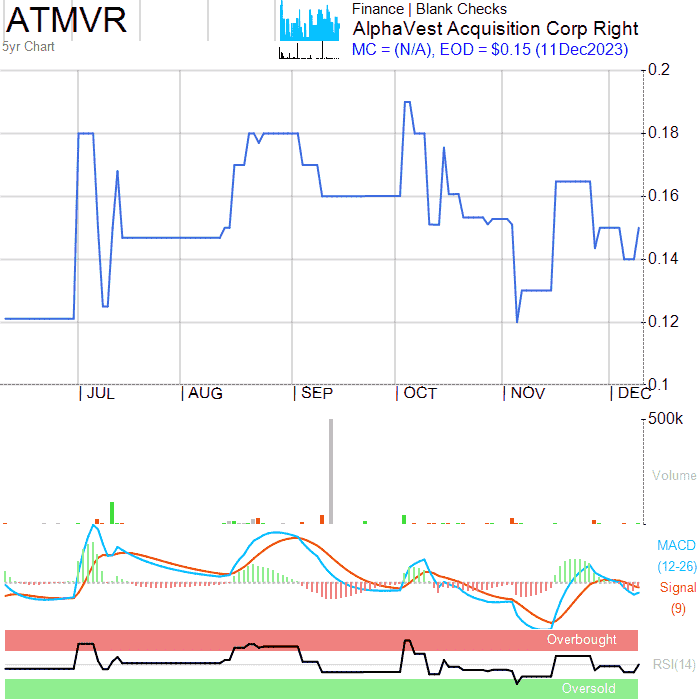 ATMVR
5yr Chart
Finance | Blank Checks
AlphaVest Acquisition Corp Right
MC = (N/A), EOD = $0.15 (11Dec2023)
0.2
0.18
0.16
0.14
0.12
0.1
JUL AUG SEP OCT NOV DEC
500k
Volume
MACD
(12-26)
Signal
(9)
Overbought
RSI(14)
Oversold